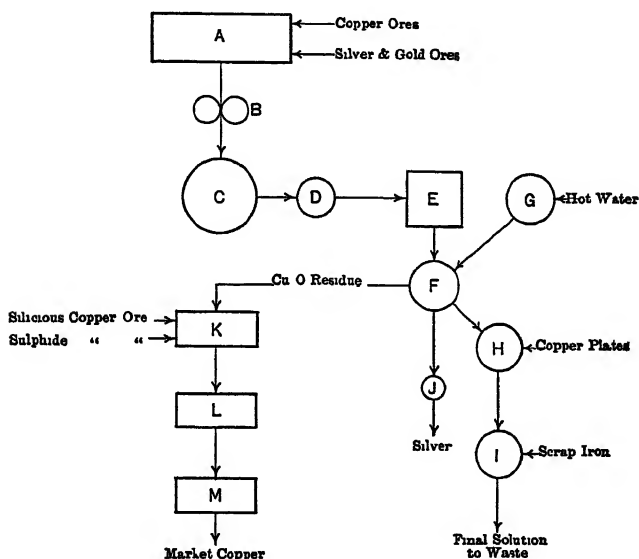 Copper Ores
A
Silver & Gold Ores
B
C
D
E
G
Hot Water
Cu O Residue
F
Silicious Copper Ore
K
Sulphide “ “
H
Copper Plates
J
L
Silver
I
Scrap Iron
M
Market Copper
Final Solution
to Waste